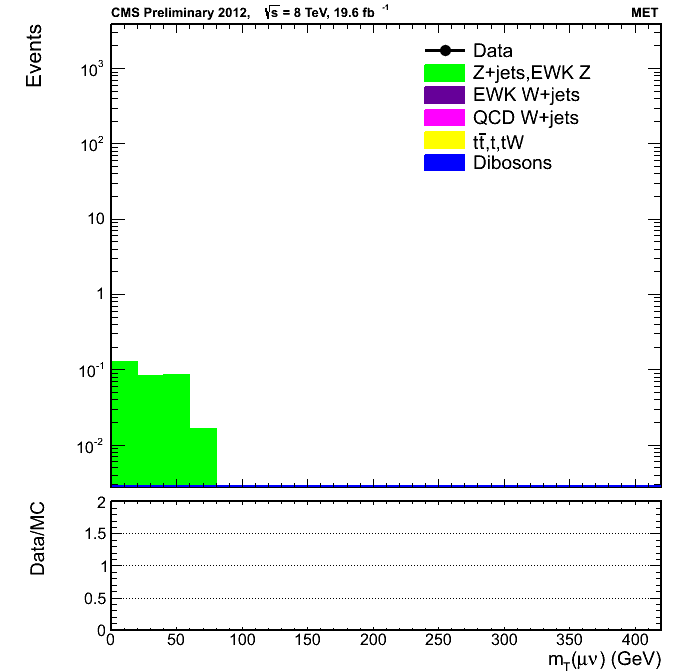 CMS Preliminary 2012, √s = 8 TeV, 19.6 fb⁻¹ MET
Events
Data
Z+jets,EWK Z
EWK W+jets
QCD W+jets
tt̅,t,tW
Dibosons
10³
10²
10
1
10⁻¹
10⁻²
Data/MC
2
1.5
1
0.5
0
0 50 100 150 200 250 300 350 400
m_T(μν) (GeV)